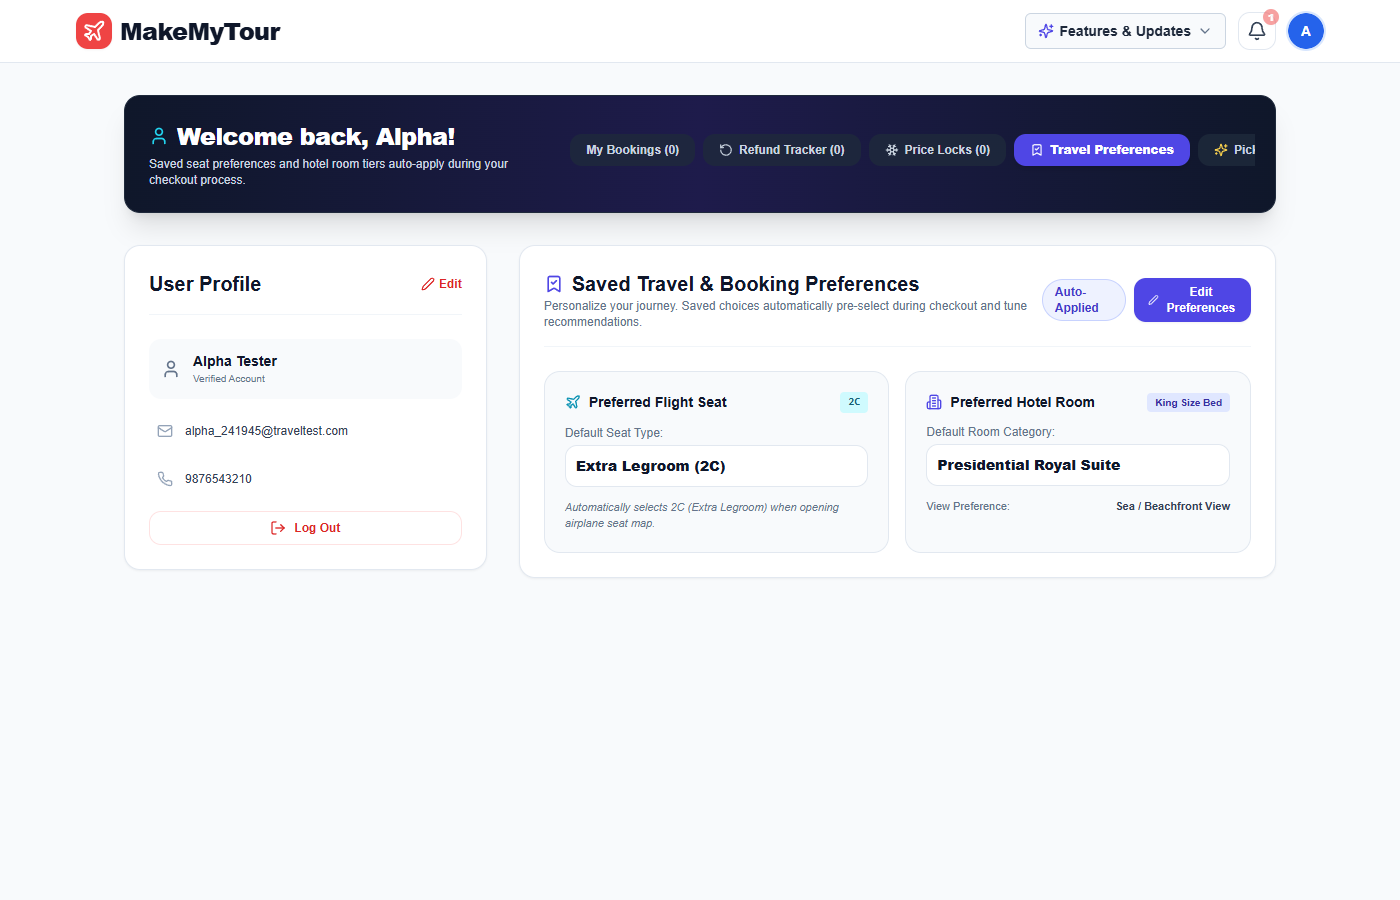 MakeMyTour
Features & Updates
1
A
Welcome back, Alpha!
Saved seat preferences and hotel room tiers auto-apply during your
checkout process.
My Bookings (0)
Refund Tracker (0)
Price Locks (0)
Travel Preferences
User Profile
Edit
Alpha Tester
Verified Account
alpha_241945@traveltest.com
9876543210
Log Out
Saved Travel & Booking Preferences
Personalize your journey. Saved choices automatically pre-select during checkout and tune
recommendations.
Auto-
Applied
Edit
Preferences
Preferred Flight Seat
2C
Default Seat Type:
Extra Legroom (2C)
Automatically selects 2C (Extra Legroom) when opening
airplane seat map.
Preferred Hotel Room
King Size Bed
Default Room Category:
Presidential Royal Suite
View Preference:
Sea / Beachfront View